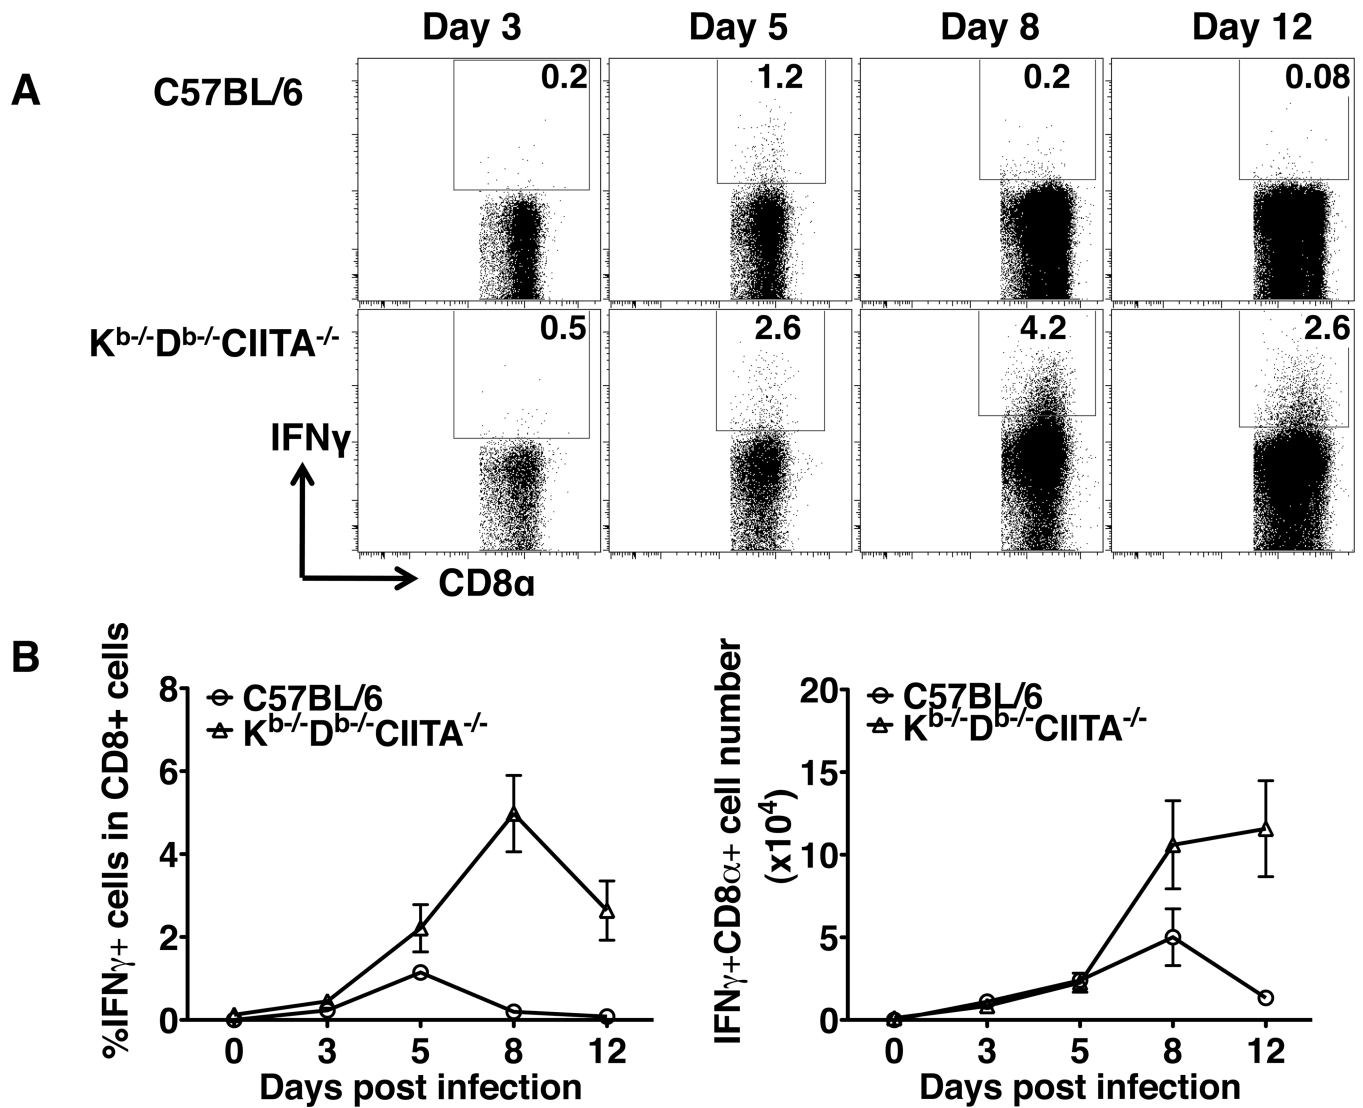 Day 3 Day 5 Day 8 Day 12
A
C57BL/6
0.2 1.2 0.2 0.08
Kb-/-Db-/-CIITA-/-
0.5 2.6 4.2 2.6
IFNγ
CD8α
B
%IFNγ+ cells in CD8+ cells
8
6
4
2
0
C57BL/6
Kb-/-Db-/-CIITA-/-
0 3 5 8 12
Days post infection
IFNγ+CD8α+ cell number
(x104)
20
15
10
5
0
C57BL/6
Kb-/-Db-/-CIITA-/-
0 3 5 8 12
Days post infection